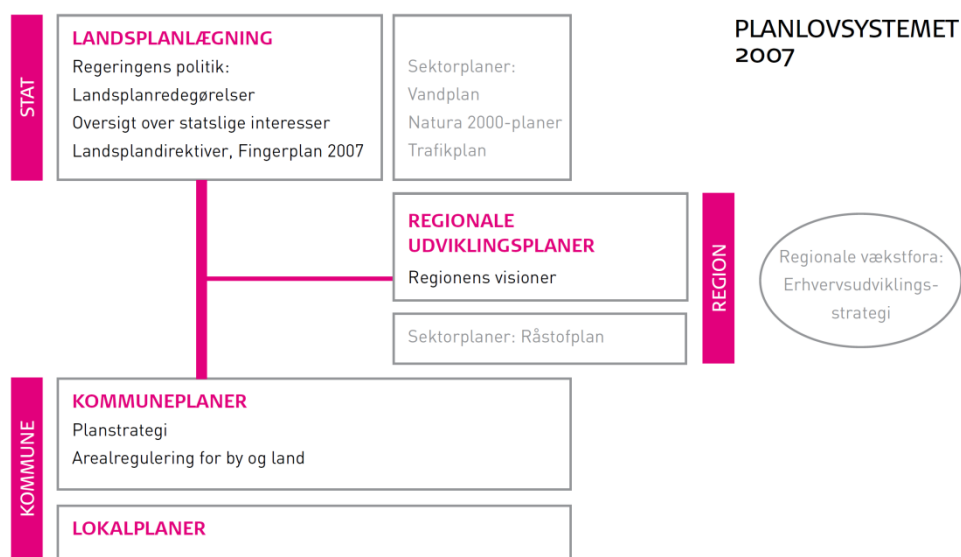 PLANLOVSYSTEMET
2007
STAT
LANDSPLANLÆGNING
Regeringens politik:
Landsplanredegørelser
Oversigt over statslige interesser
Landsplandirektiver, Fingerplan 2007
Sektorplaner:
Vandplan
Natura 2000-planer
Trafikplan
REGIONALE
UDVIKLINGSPLANER
Regionens visioner
Sektorplaner: Råstofplan
REGION
Regionale vækstfora:
Erhvervsudviklings-
strategi
KOMMUNE
KOMMUNEPLANER
Planstrategi
Arealregulering for by og land
LOKALPLANER